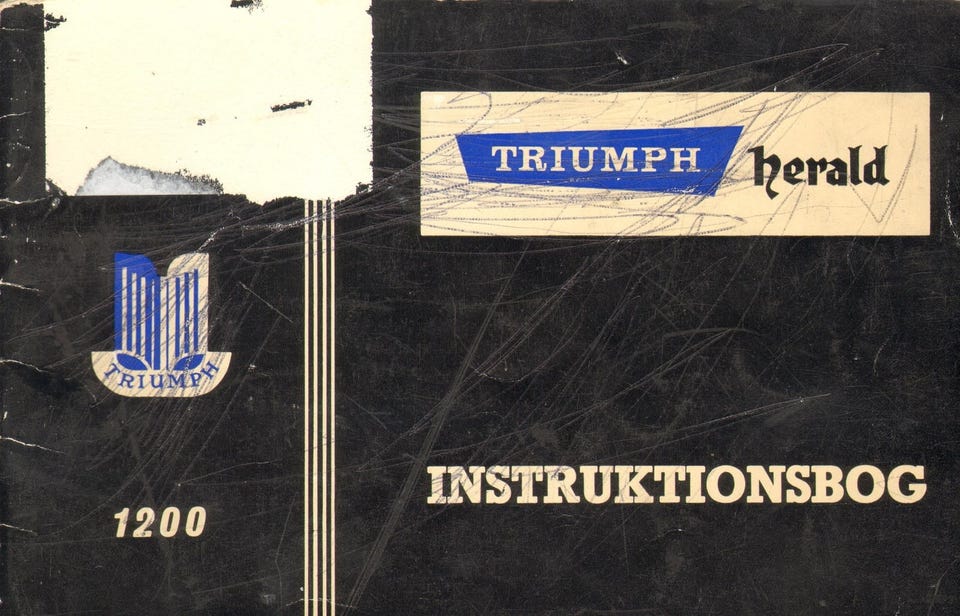 TRIUMPH herald
TRIUMPH
1200
INSTRUKTIONSBOG